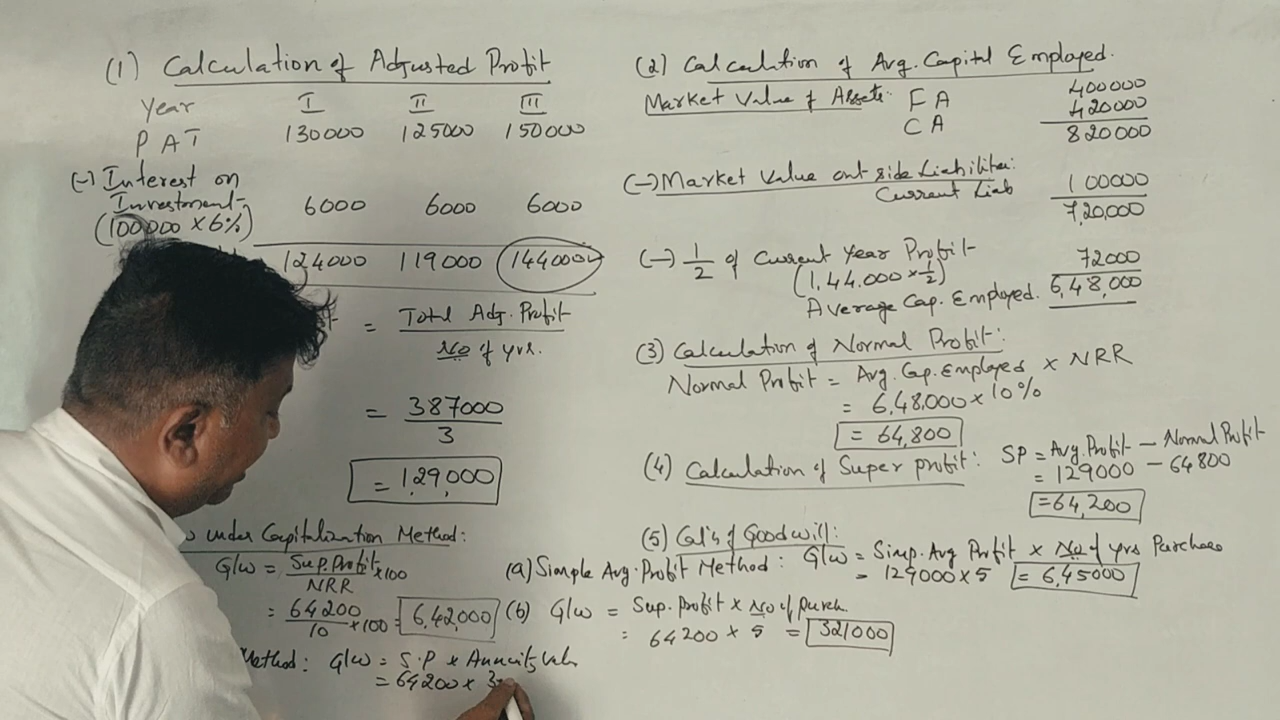 (1) Calculation of Adjusted Profit
Year I II III
PAT 130000 125000 150000
(-) Interest on
Investment
(100000 × 6%) 6000 6000 6000
124000 119000 144000
= Total Adj. Profit
No of yrs.
= 387000
3
= 1,29,000
under Capitalization Method:
G/w = Sup. Profit × 100
NRR
= 64200 × 100 = 6,42,000
10
Method: G/w = S.P × Annuity
= 64200 × 3
(2) Calculation of Avg. Capital Employed.
Market Value of Assets: FA 400000
CA 420000
820000
(-) Market Value out side Liabilities:
Current Liab 100000
7,20,000
(-) 1/2 of Current Year Profit 72000
(1,44,000 × 1/2)
Average Cap. Employed. 6,48,000
(3) Calculation of Normal Profit:
Normal Profit = Avg. Cap. Employed × NRR
= 6,48,000 × 10%
= 64,800
(4) Calculation of Super profit: SP = Avg. Profit - Normal Profit
= 129000 - 64800
= 64,200
(5) Cal'n of Goodwill:
(a) Simple Avg. Profit Method: G/w = Simp. Avg Profit × No of yrs Purchase
= 129000 × 5 = 6,45000
(b) G/w = Sup. Profit × No of purch.
= 64200 × 5 = 321000